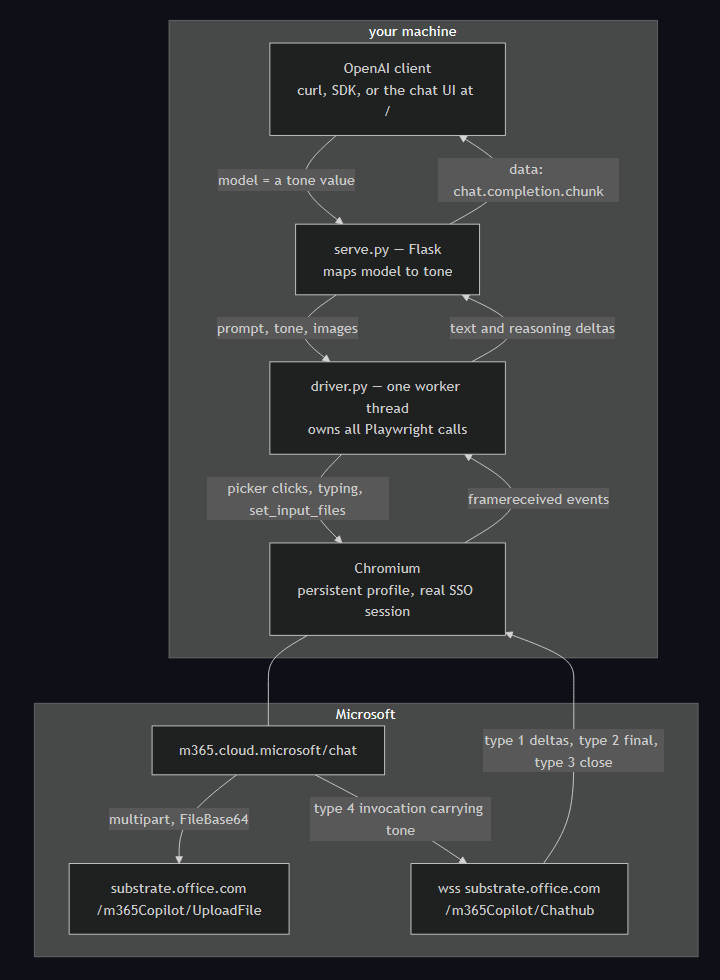 your machine
OpenAI client
curl, SDK, or the chat UI at
/
model = a tone value
data:
chat.completion.chunk
serve.py — Flask
maps model to tone
prompt, tone, images
text and reasoning deltas
driver.py — one worker
thread
owns all Playwright calls
picker clicks, typing,
set_input_files
framereceived events
Chromium
persistent profile, real SSO
session
Microsoft
m365.cloud.microsoft/chat
type 1 deltas, type 2 final,
type 3 close
multipart, FileBase64
type 4 invocation carrying
tone
substrate.office.com
/m365Copilot/UploadFile
wss substrate.office.com
/m365Copilot/Chathub